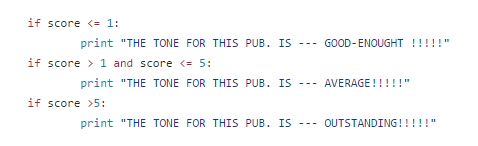 if score <= 1:
print "THE TONE FOR THIS PUB. IS --- GOOD-ENOUGHT !!!!!"
if score > 1 and score <= 5:
print "THE TONE FOR THIS PUB. IS --- AVERAGE!!!!!"
if score >5:
print "THE TONE FOR THIS PUB. IS --- OUTSTANDING!!!!!"